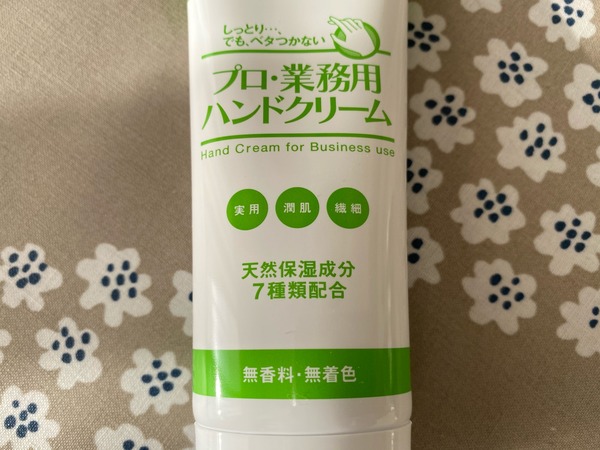 しっとり…、
でも、ベタつかない
プロ・業務用
ハンドクリーム
Hand Cream for Business use
実用 潤肌 繊細
天然保湿成分
7種類配合
無香料・無着色